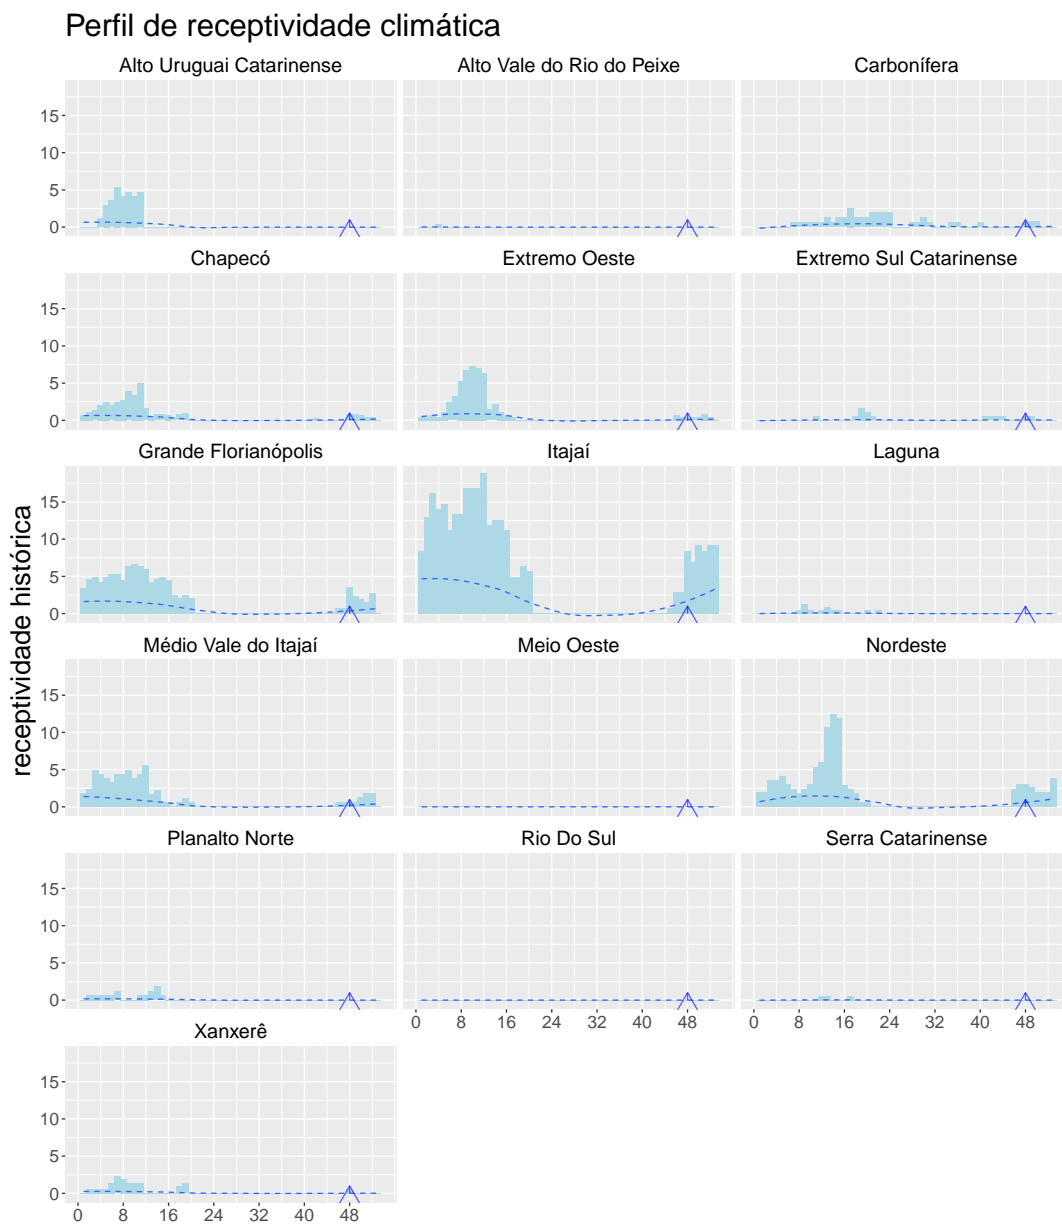 Perfil de receptividade climática
Alto Uruguai Catarinense Alto Vale do Rio do Peixe Carbonífera
15
10
5
0
Chapecó Extremo Oeste Extremo Sul Catarinense
15
10
5
0
Grande Florianópolis Itajaí Laguna
15
10
5
0
receptividade histórica
Médio Vale do Itajaí Meio Oeste Nordeste
15
10
5
0
Planalto Norte Rio Do Sul Serra Catarinense
15
10
5
0
0 8 16 24 32 40 48 0 8 16 24 32 40 48
Xanxerê
15
10
5
0
0 8 16 24 32 40 48